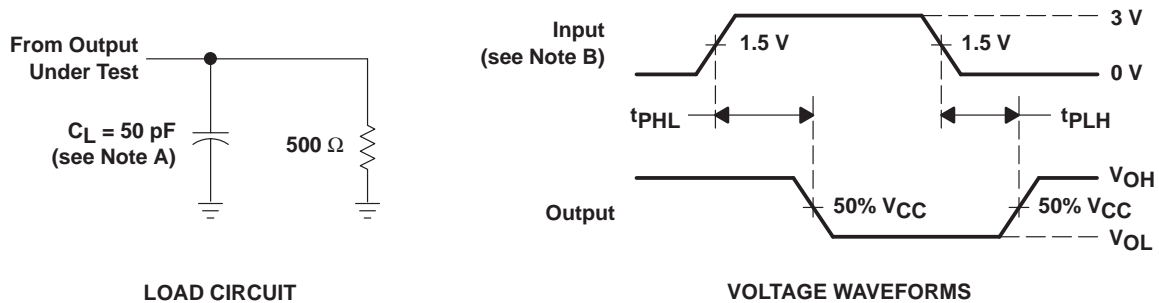 From Output
Under Test
CL = 50 pF
(see Note A)
500 Ω
LOAD CIRCUIT
Input
(see Note B)
1.5 V
1.5 V
3 V
0 V
tPHL
tPLH
Output
50% VCC
50% VCC
VOH
VOL
VOLTAGE WAVEFORMS